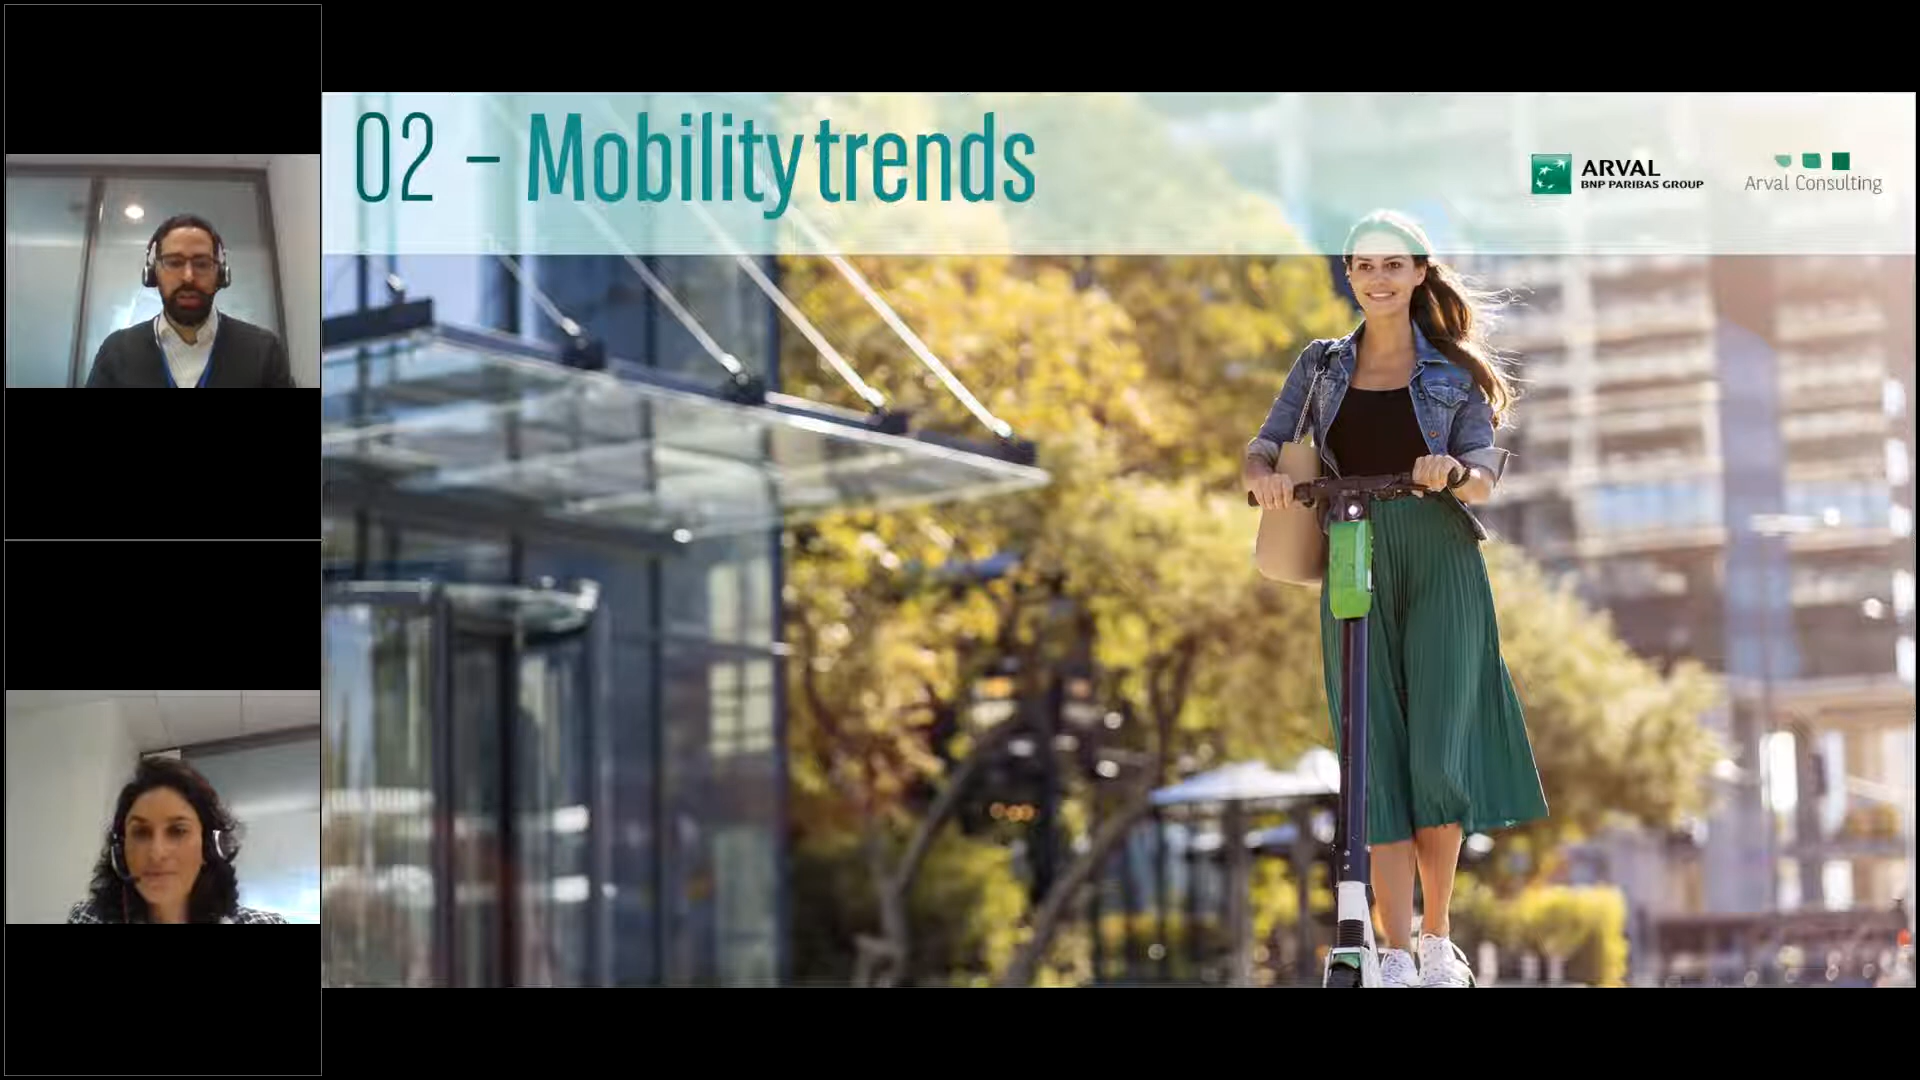 02 – Mobility trends
ARVAL
BNP PARIBAS GROUP
Arval Consulting